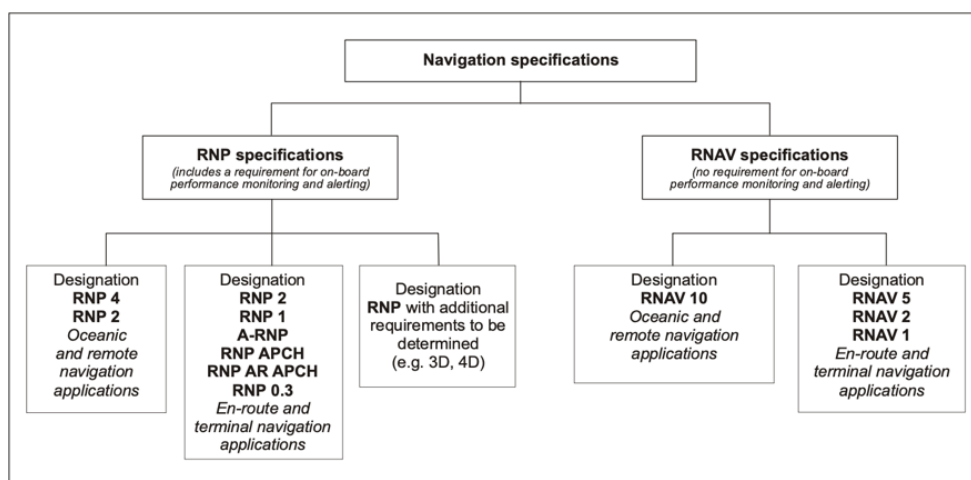 Navigation specifications
RNP specifications
(includes a requirement for on-board
performance monitoring and alerting)
RNAV specifications
(no requirement for on-board
performance monitoring and alerting)
Designation
RNP 4
RNP 2
Oceanic
and remote
navigation
applications
Designation
RNP 2
RNP 1
A-RNP
RNP APCH
RNP AR APCH
RNP 0.3
En-route and
terminal navigation
applications
Designation
RNP with additional
requirements to be
determined
(e.g. 3D, 4D)
Designation
RNAV 10
Oceanic and
remote navigation
applications
Designation
RNAV 5
RNAV 2
RNAV 1
En-route and
terminal navigation
applications